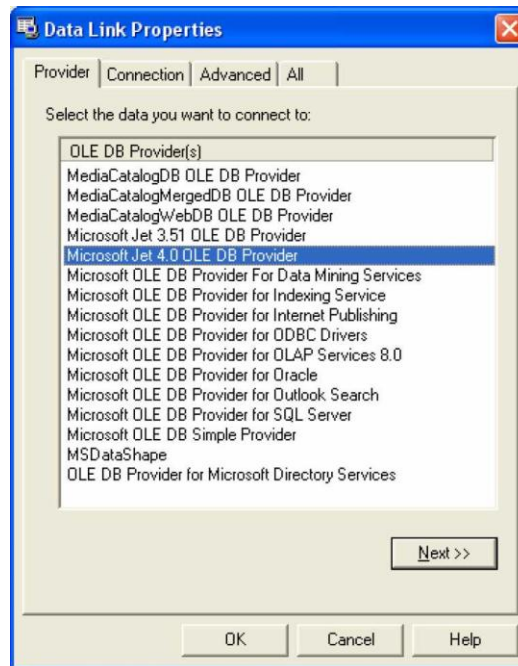 Data Link Properties
Provider Connection Advanced All
Select the data you want to connect to:
OLE DB Provider(s)
MediaCatalogDB OLE DB Provider
MediaCatalogMergedDB OLE DB Provider
MediaCatalogWebDB OLE DB Provider
Microsoft Jet 3.51 OLE DB Provider
Microsoft Jet 4.0 OLE DB Provider
Microsoft OLE DB Provider For Data Mining Services
Microsoft OLE DB Provider for Indexing Service
Microsoft OLE DB Provider for Internet Publishing
Microsoft OLE DB Provider for ODBC Drivers
Microsoft OLE DB Provider for OLAP Services 8.0
Microsoft OLE DB Provider for Oracle
Microsoft OLE DB Provider for Outlook Search
Microsoft OLE DB Provider for SQL Server
Microsoft OLE DB Simple Provider
MSDataShape
OLE DB Provider for Microsoft Directory Services
Next >>
OK Cancel Help